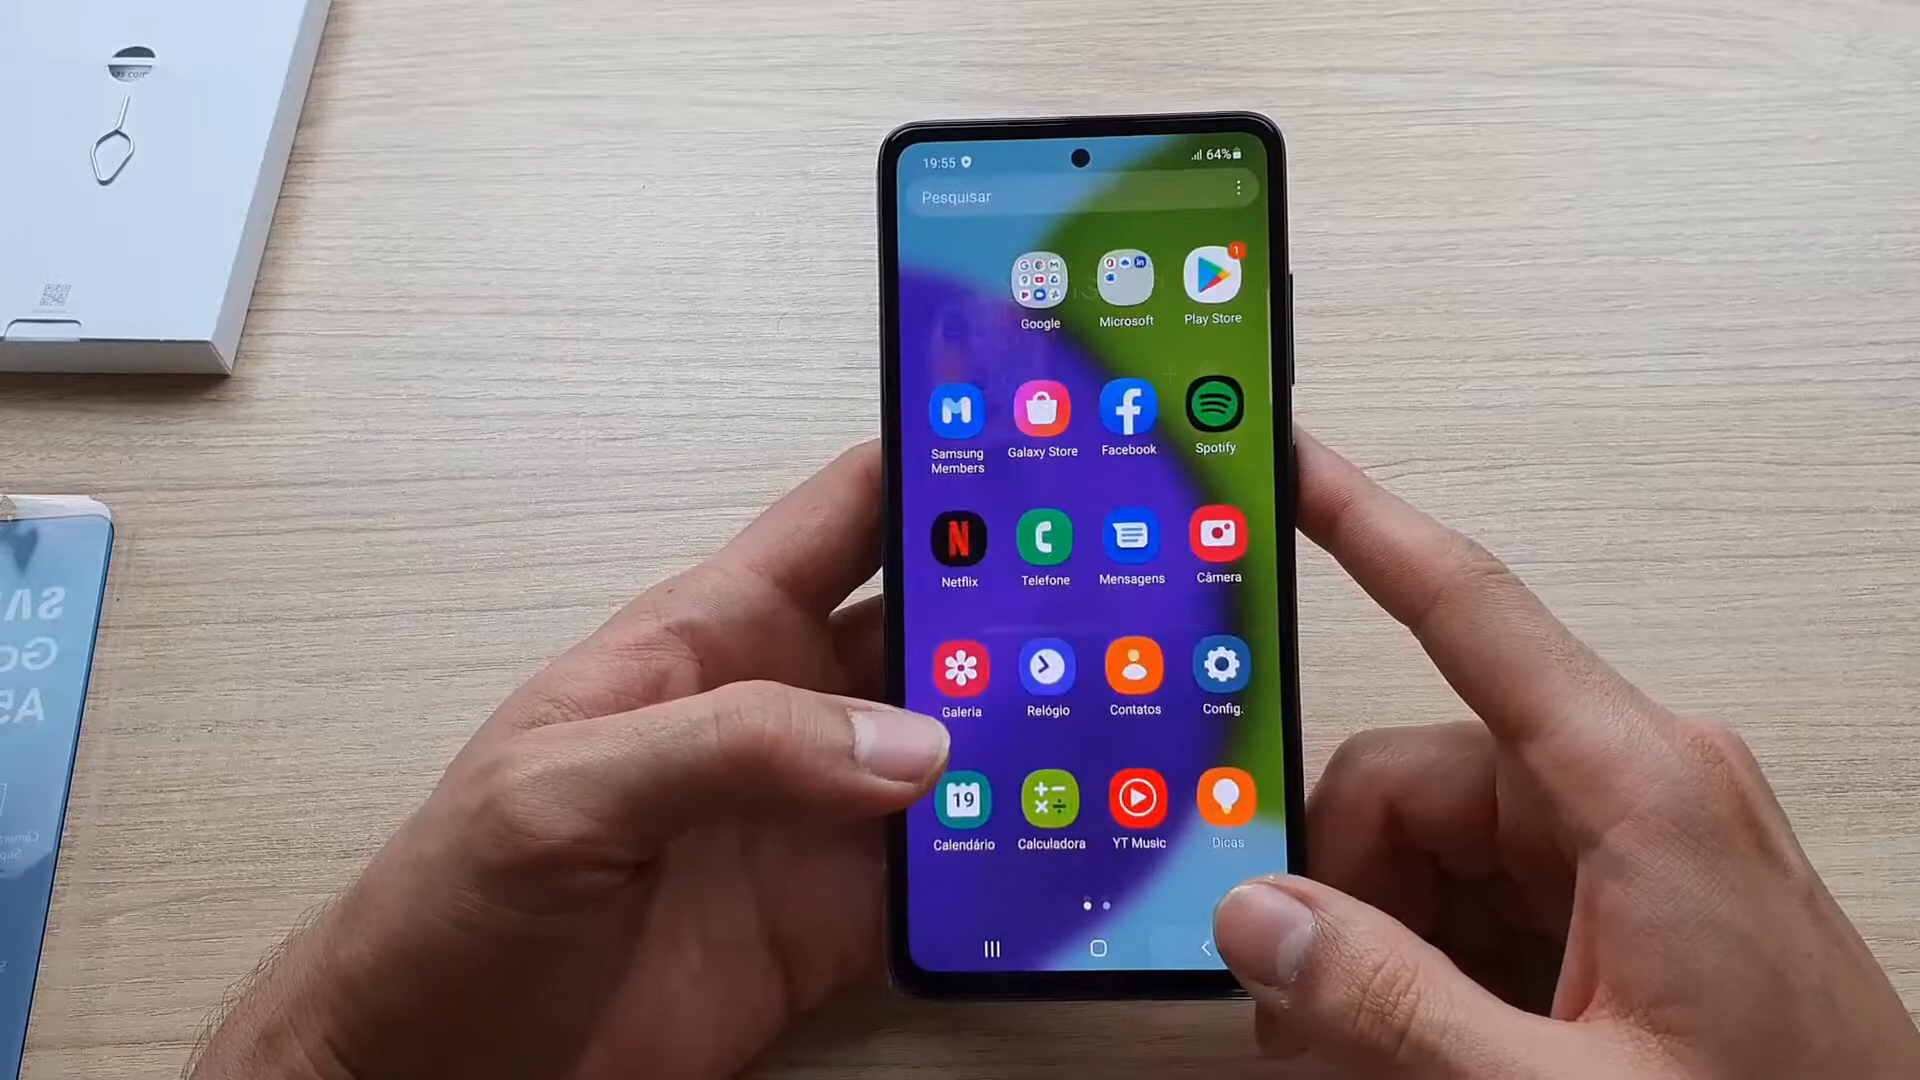 19:55
64%
Pesquisar
1
Google
Microsoft
Play Store
Samsung
Members
Galaxy Store
Facebook
Spotify
N
Netflix
Telefone
Mensagens
Câmera
Galeria
Relógio
Contatos
Config.
19
Calendário
Calculadora
YT Music
Dicas